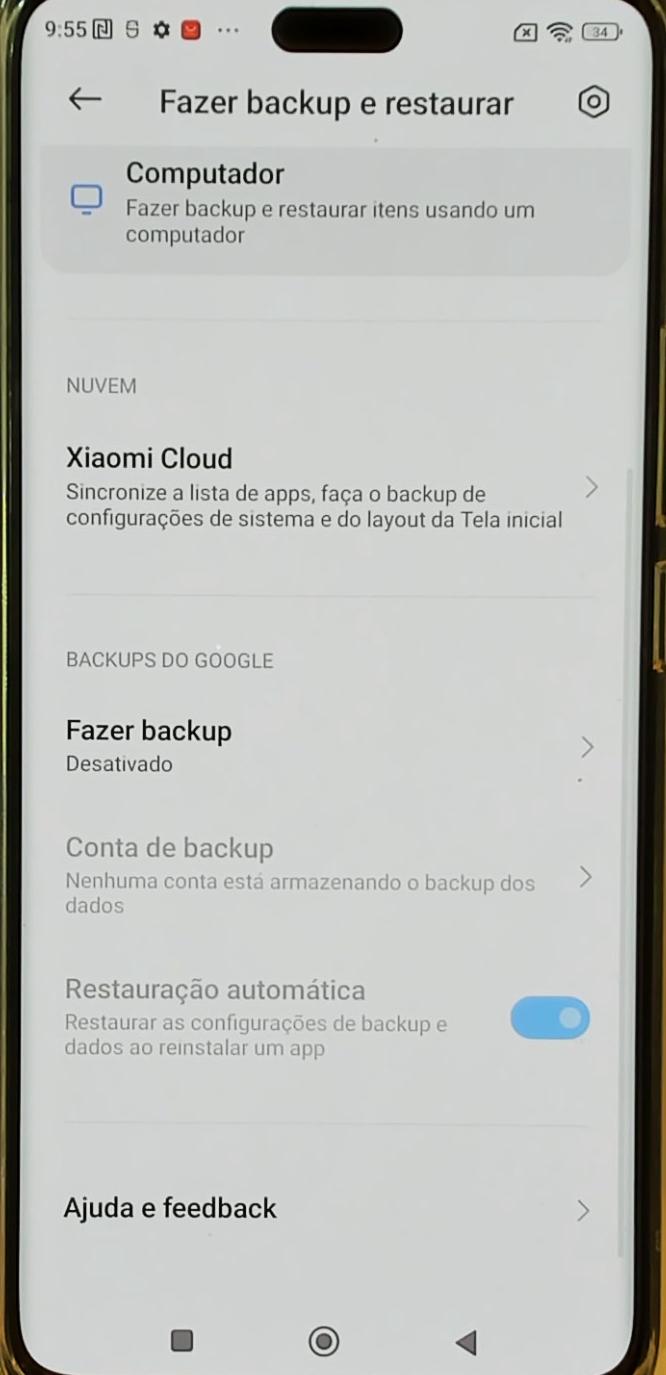 9:55
34
Fazer backup e restaurar
Computador
Fazer backup e restaurar itens usando um
computador
NUVEM
Xiaomi Cloud
Sincronize a lista de apps, faça o backup de
configurações de sistema e do layout da Tela inicial
BACKUPS DO GOOGLE
Fazer backup
Desativado
Conta de backup
Nenhuma conta está armazenando o backup dos
dados
Restauração automática
Restaurar as configurações de backup e
dados ao reinstalar um app
Ajuda e feedback